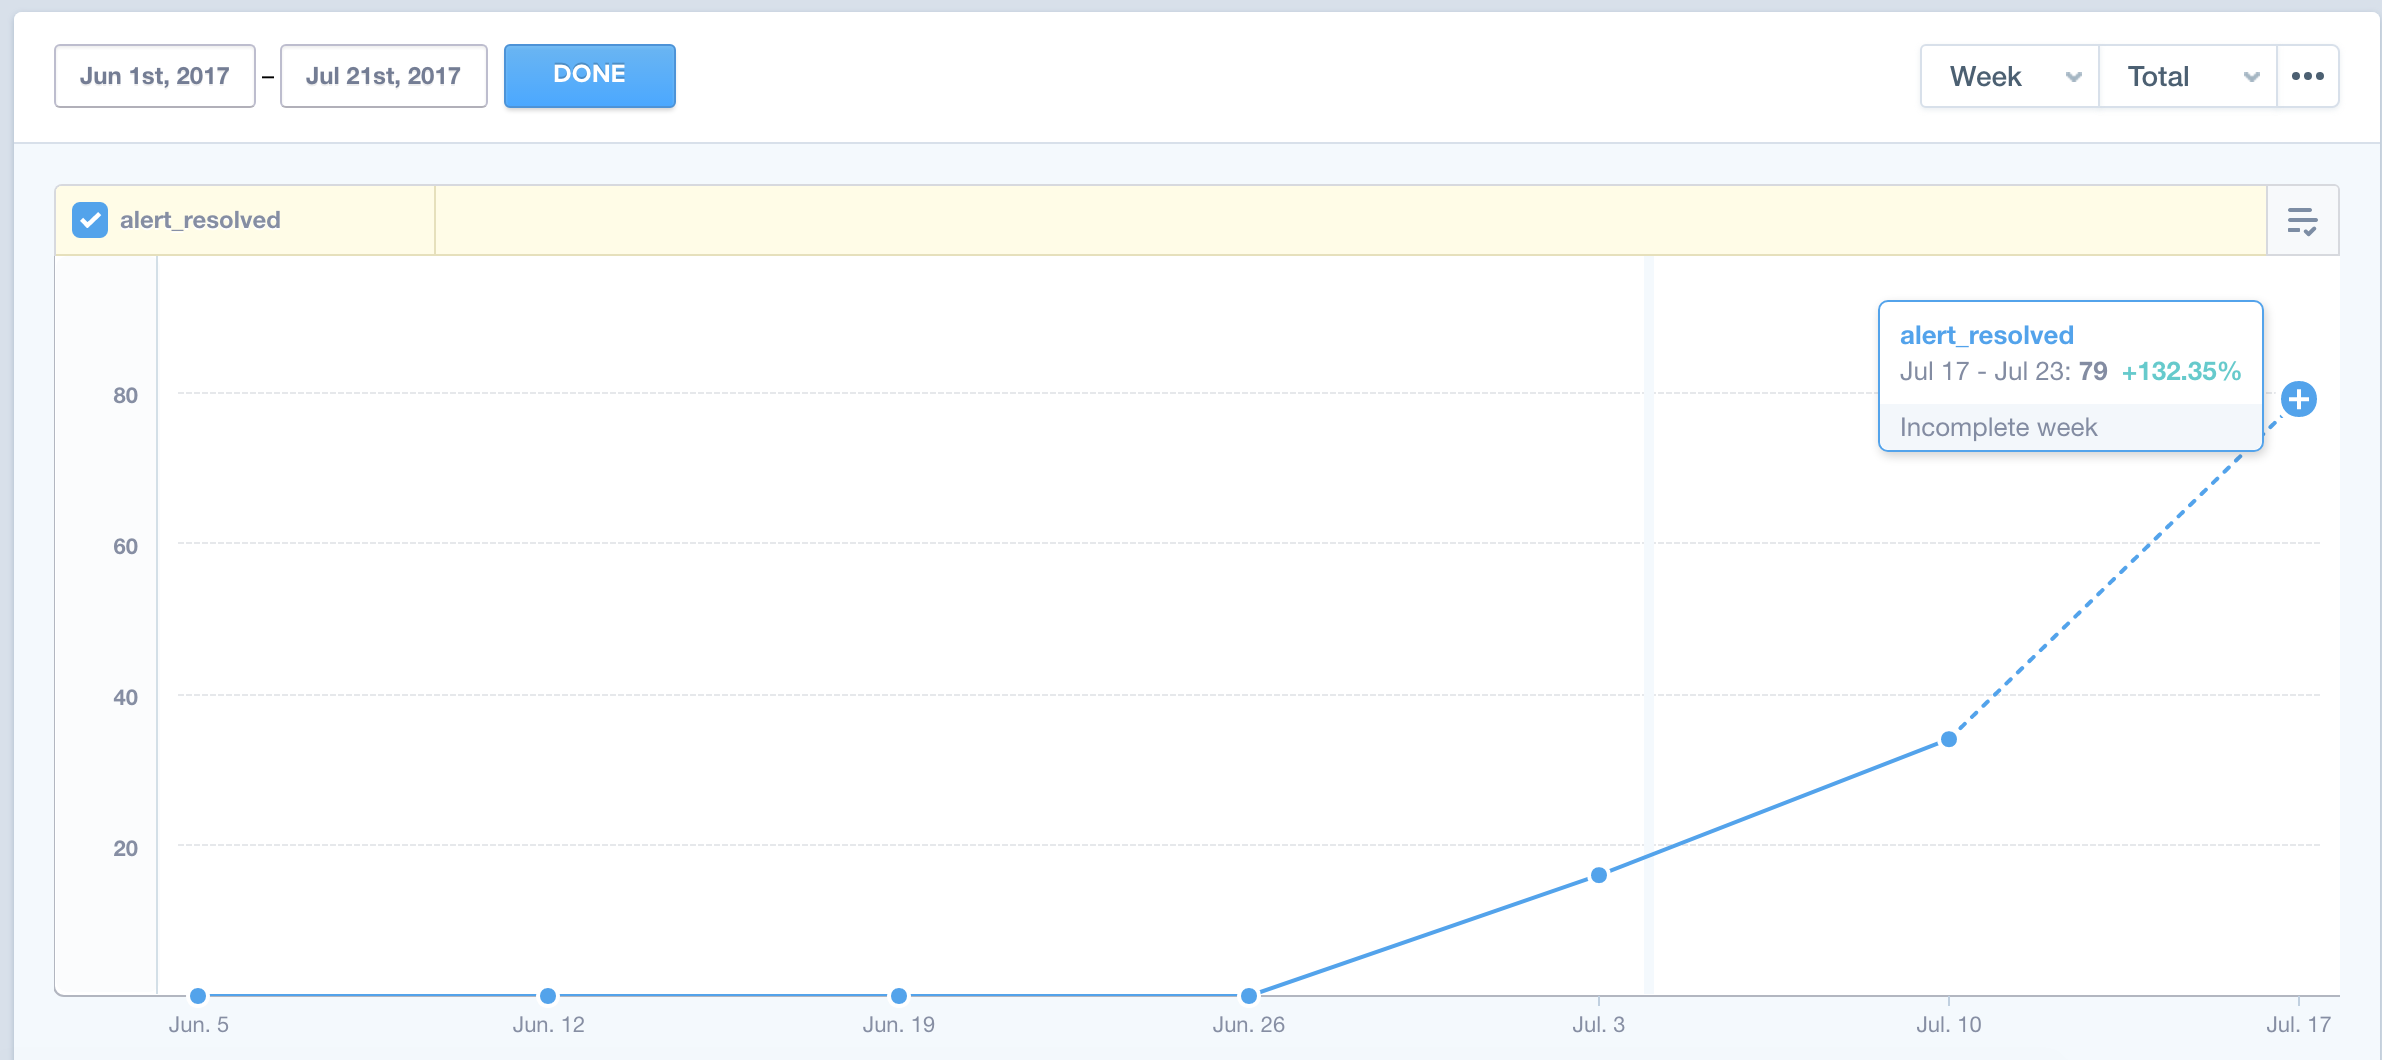 Jun 1st, 2017 – Jul 21st, 2017 DONE Week Total
alert_resolved
alert_resolved
Jul 17 - Jul 23: 79 +132.35%
Incomplete week
80
60
40
20
Jun. 5 Jun. 12 Jun. 19 Jun. 26 Jul. 3 Jul. 10 Jul. 17